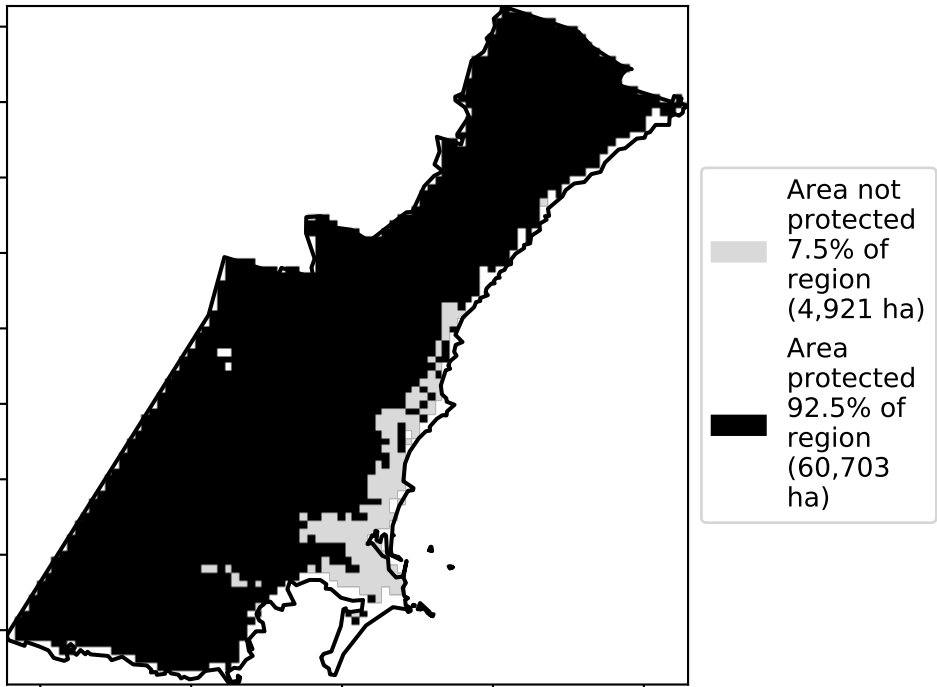 Area not
protected
7.5% of
region
(4,921 ha)
Area
protected
92.5% of
region
(60,703
ha)